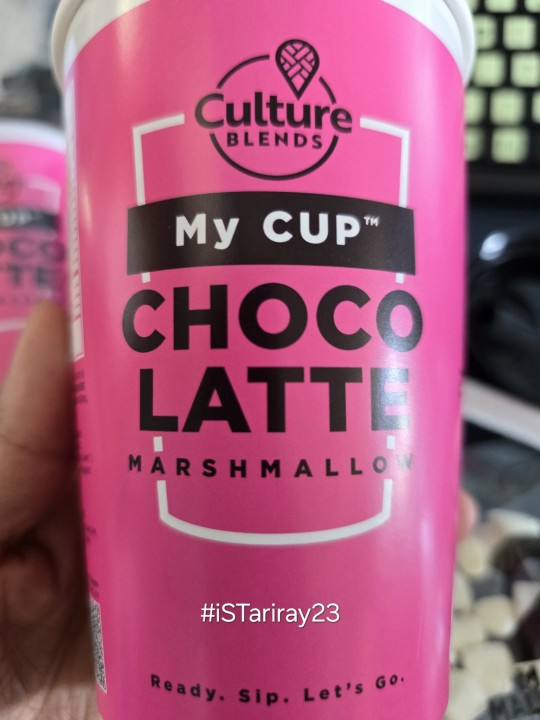 Culture
BLENDS
My CUP™
CHOCO
LATTE
MARSHMALLOW
#iSTariray23
Ready. Sip. Let's Go.